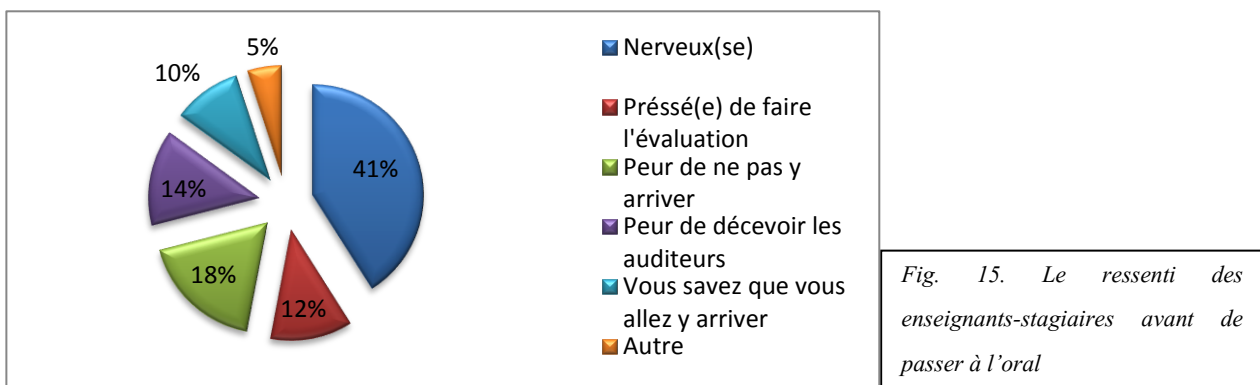 5%
10%
14%
18%
12%
41%
Nerveux(se)
Préssé(e) de faire
l'évaluation
Peur de ne pas y
arriver
Peur de décevoir les
auditeurs
Vous savez que vous
allez y arriver
Autre
Fig. 15. Le ressenti des
enseignants-stagiaires avant de
passer à l’oral